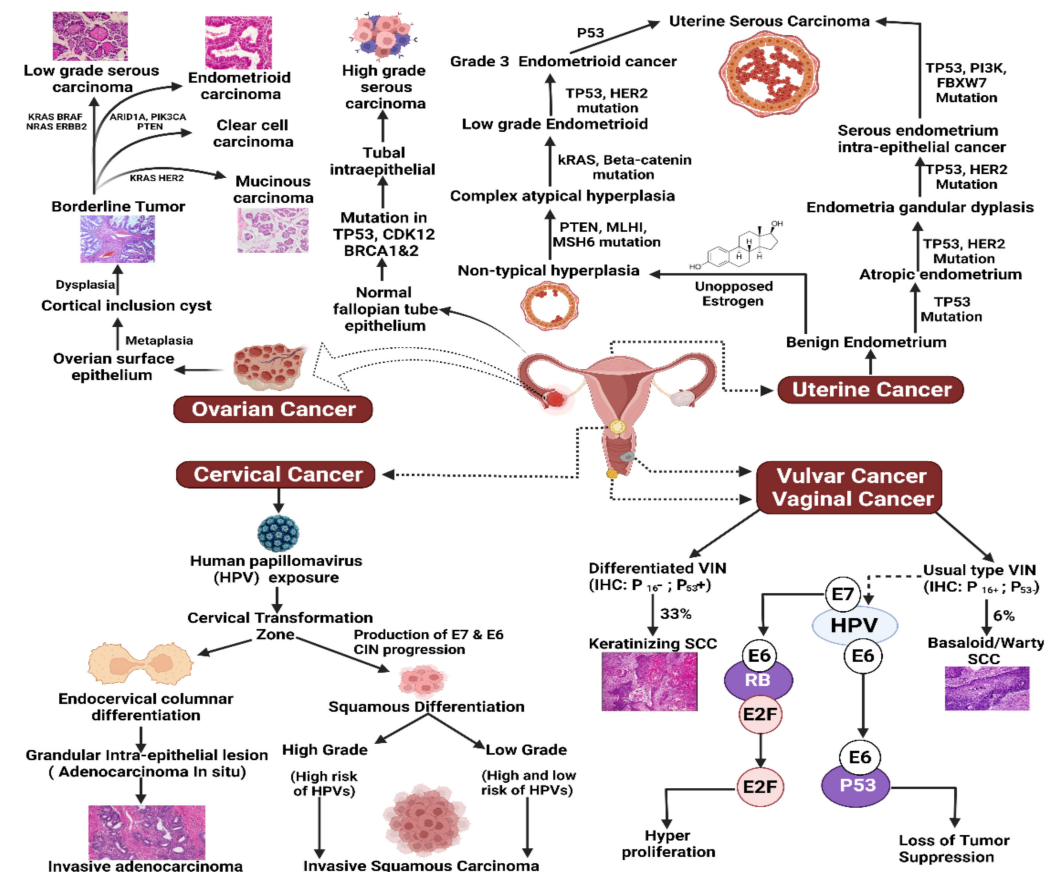 Low grade serous
carcinoma
Endometrioid
carcinoma
KRAS BRAF
NRAS ERBB2
ARID1A, PIK3CA
PTEN
Clear cell
carcinoma
KRAS HER2
Mucinous
carcinoma
Borderline Tumor
Dysplasia
Cortical inclusion cyst
Metaplasia
Overian surface
epithelium
Ovarian Cancer
High grade
serous
carcinoma
Tubal
intraepithelial
Mutation in
TP53, CDK12
BRCA1&2
Normal
fallopian tube
epithelium
P53
Uterine Serous Carcinoma
Grade 3 Endometrioid cancer
TP53, HER2
mutation
Low grade Endometrioid
kRAS, Beta-catenin
mutation
Complex atypical hyperplasia
PTEN, MLHI,
MSH6 mutation
Non-typical hyperplasia
HO
H
H
H
OH
Unopposed
Estrogen
TP53, PI3K,
FBXW7
Mutation
Serous endometrium
intra-epithelial cancer
TP53, HER2
Mutation
Endometria gandular dyplasis
TP53, HER2
Mutation
Atropic endometrium
TP53
Mutation
Benign Endometrium
Uterine Cancer
Cervical Cancer
Human papillomavirus
(HPV) exposure
Cervical Transformation
Zone
Production of E7 & E6
CIN progression
Endocervical columnar
differentiation
Grandular Intra-epithelial lesion
( Adenocarcinoma In situ)
Invasive adenocarcinoma
Squamous Differentiation
High Grade
Low Grade
(High risk
of HPVs)
(High and low
risk of HPVs)
Invasive Squamous Carcinoma
Vulvar Cancer
Vaginal Cancer
Differentiated VIN
(IHC: P 16- ; P53+)
33%
Keratinizing SCC
Usual type VIN
(IHC: P 16+ ; P53-)
6%
Basaloid/Warty
SCC
E7
HPV
E6
RB
E2F
E6
E2F
E6
P53
Hyper
proliferation
Loss of Tumor
Suppression